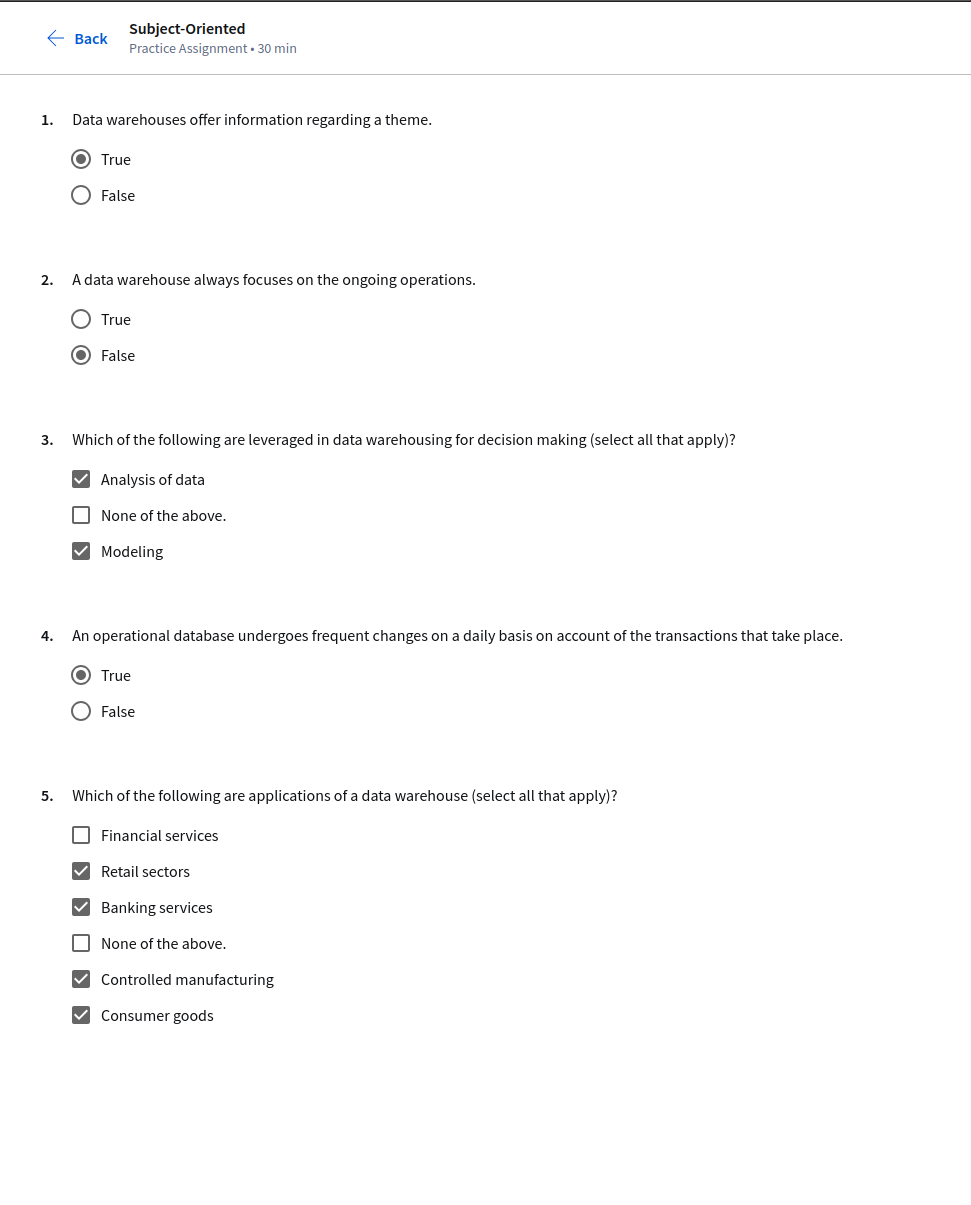 Back
Subject-Oriented
Practice Assignment • 30 min
1. Data warehouses offer information regarding a theme.
True
False
2. A data warehouse always focuses on the ongoing operations.
True
False
3. Which of the following are leveraged in data warehousing for decision making (select all that apply)?
Analysis of data
None of the above.
Modeling
4. An operational database undergoes frequent changes on a daily basis on account of the transactions that take place.
True
False
5. Which of the following are applications of a data warehouse (select all that apply)?
Financial services
Retail sectors
Banking services
None of the above.
Controlled manufacturing
Consumer goods